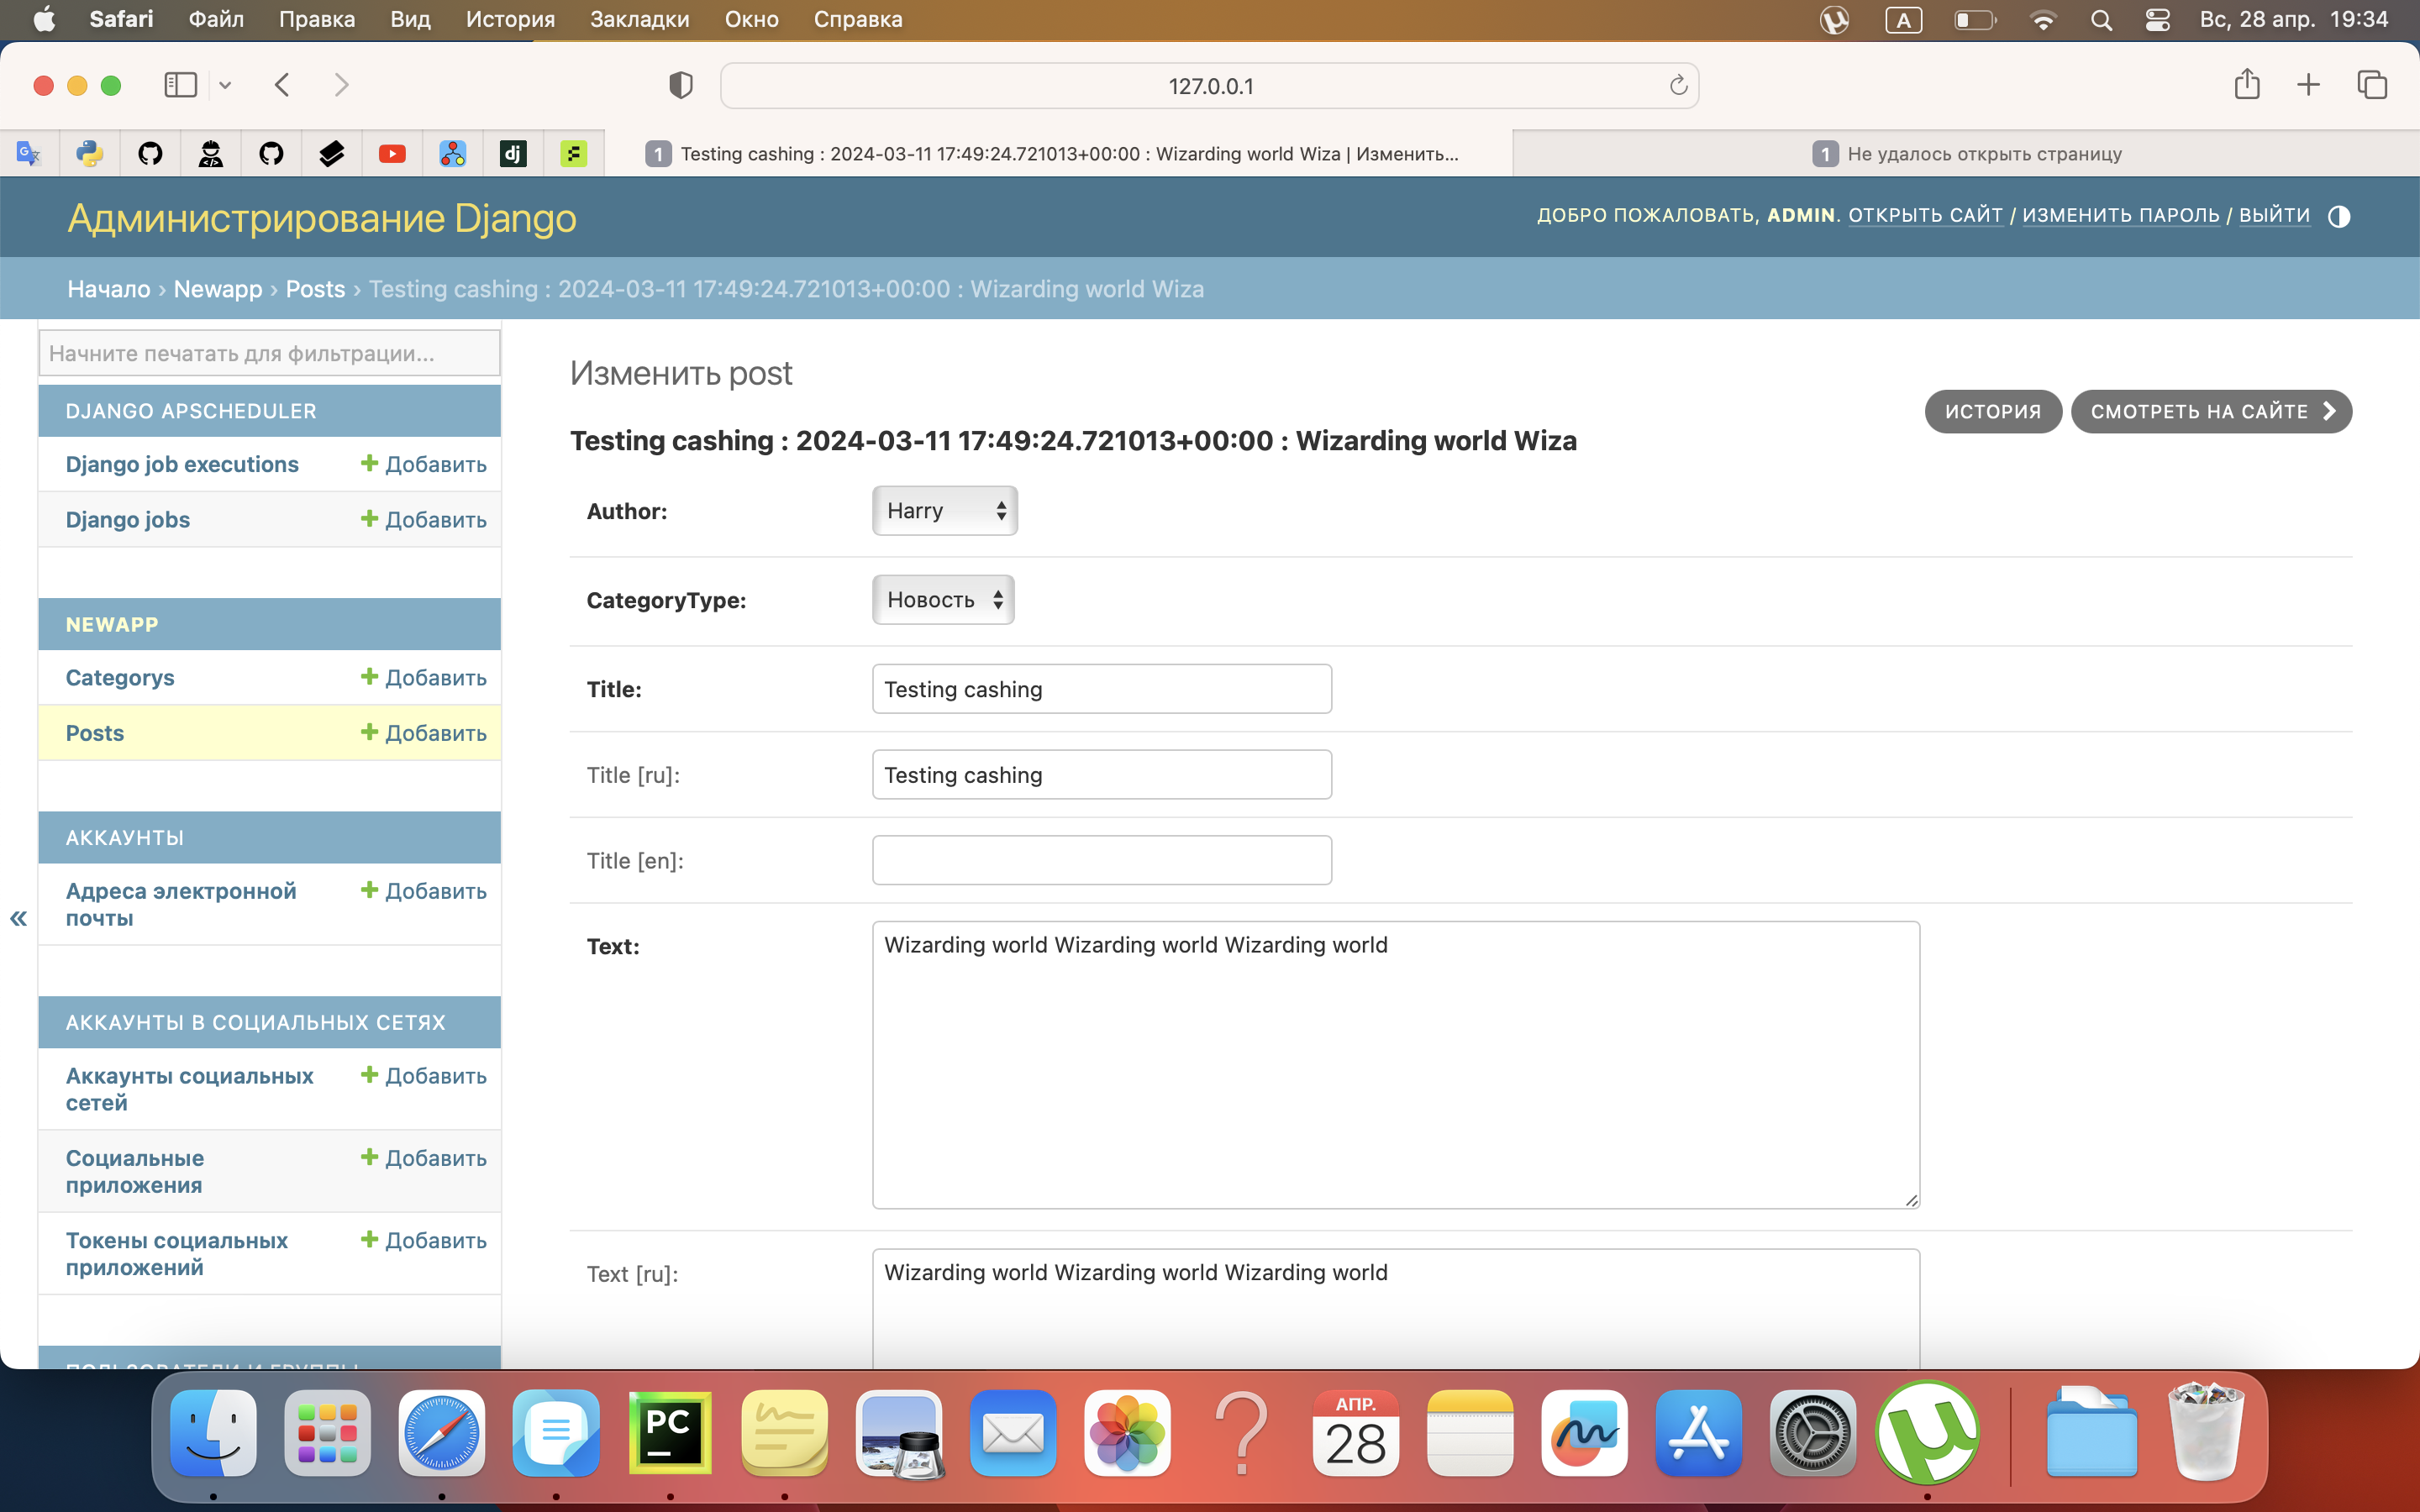 Safari Файл Правка Вид История Закладки Окно Справка A Вс, 28 апр. 19:34
127.0.0.1
dj 1 Testing cashing : 2024-03-11 17:49:24.721013+00:00 : Wizarding world Wiza | Изменить... 1 Не удалось открыть страницу
Администрирование Django
ДОБРО ПОЖАЛОВАТЬ, ADMIN. ОТКРЫТЬ САЙТ / ИЗМЕНИТЬ ПАРОЛЬ / ВЫЙТИ
Начало › Newapp › Posts › Testing cashing : 2024-03-11 17:49:24.721013+00:00 : Wizarding world Wiza
Начните печатать для фильтрации...
DJANGO APSCHEDULER
Django job executions + Добавить
Django jobs + Добавить
NEWAPP
Categorys + Добавить
Posts + Добавить
АККАУНТЫ
Адреса электронной почты + Добавить
АККАУНТЫ В СОЦИАЛЬНЫХ СЕТЯХ
Аккаунты социальных сетей + Добавить
Социальные приложения + Добавить
Токены социальных приложений + Добавить
ПОЛЬЗОВАТЕЛИ И ГРУППЫ
«
Изменить post
ИСТОРИЯ СМОТРЕТЬ НА САЙТЕ
Testing cashing : 2024-03-11 17:49:24.721013+00:00 : Wizarding world Wiza
Author: Harry
CategoryType: Новость
Title: Testing cashing
Title [ru]: Testing cashing
Title [en]:
Text: Wizarding world Wizarding world Wizarding world
Text [ru]: Wizarding world Wizarding world Wizarding world
PC
АПР.
28